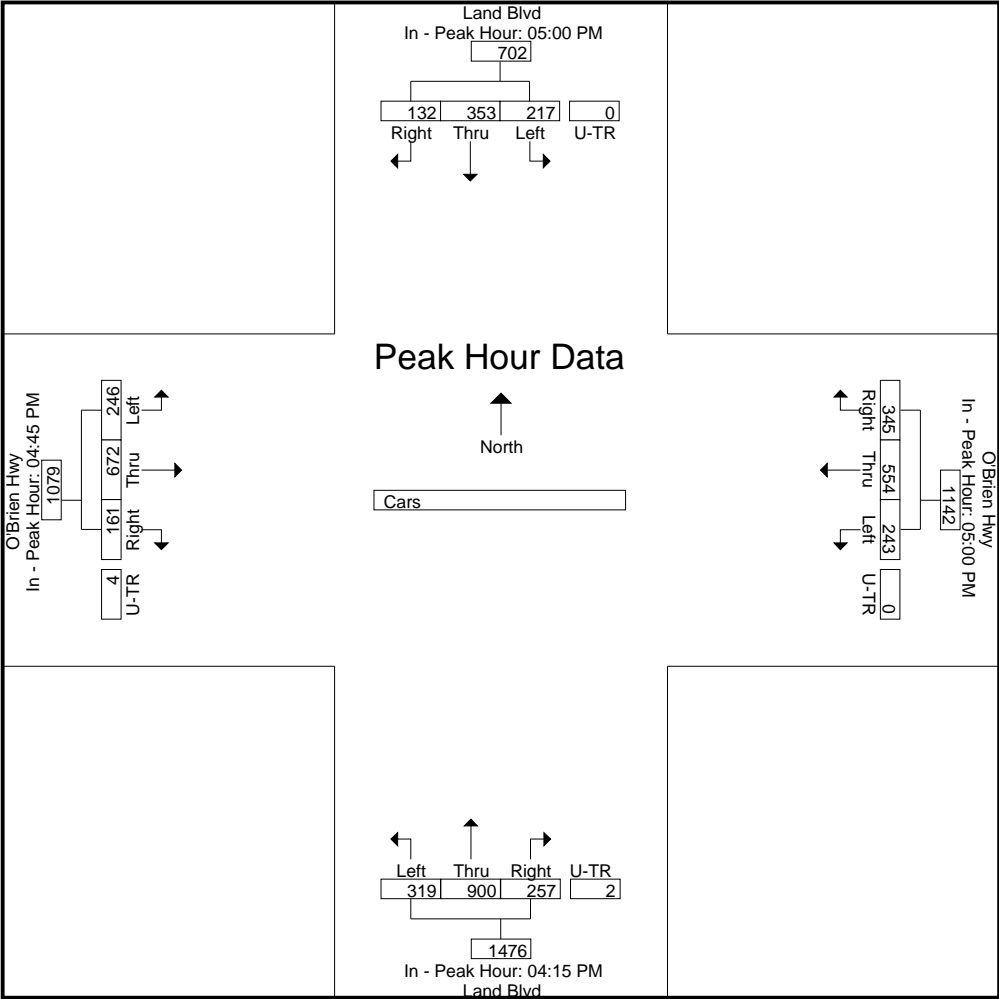 Land Blvd
In - Peak Hour: 05:00 PM
702
132 353 217 0
Right Thru Left U-TR
Peak Hour Data
North
Cars
O'Brien Hwy
In - Peak Hour: 04:45 PM
1079
246 672 161 4
Left Thru Right U-TR
Right Thru Left U-TR
345 554 243 0
1142
In - Peak Hour: 05:00 PM
O'Brien Hwy
Left Thru Right U-TR
319 900 257 2
1476
In - Peak Hour: 04:15 PM
Land Blvd